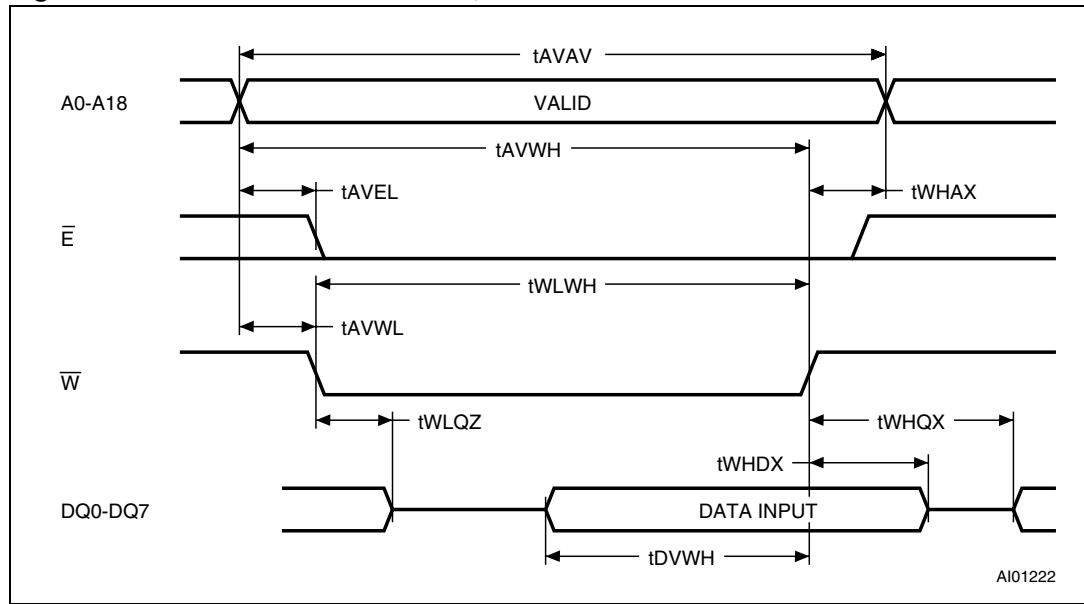 tAVAV
A0-A18
VALID
tAVWH
tAVEL
tWHAX
E̅
tWLWH
tAVWL
W̅
tWLQZ
tWHQX
tWHDX
DQ0-DQ7
DATA INPUT
tDVWH
AI01222